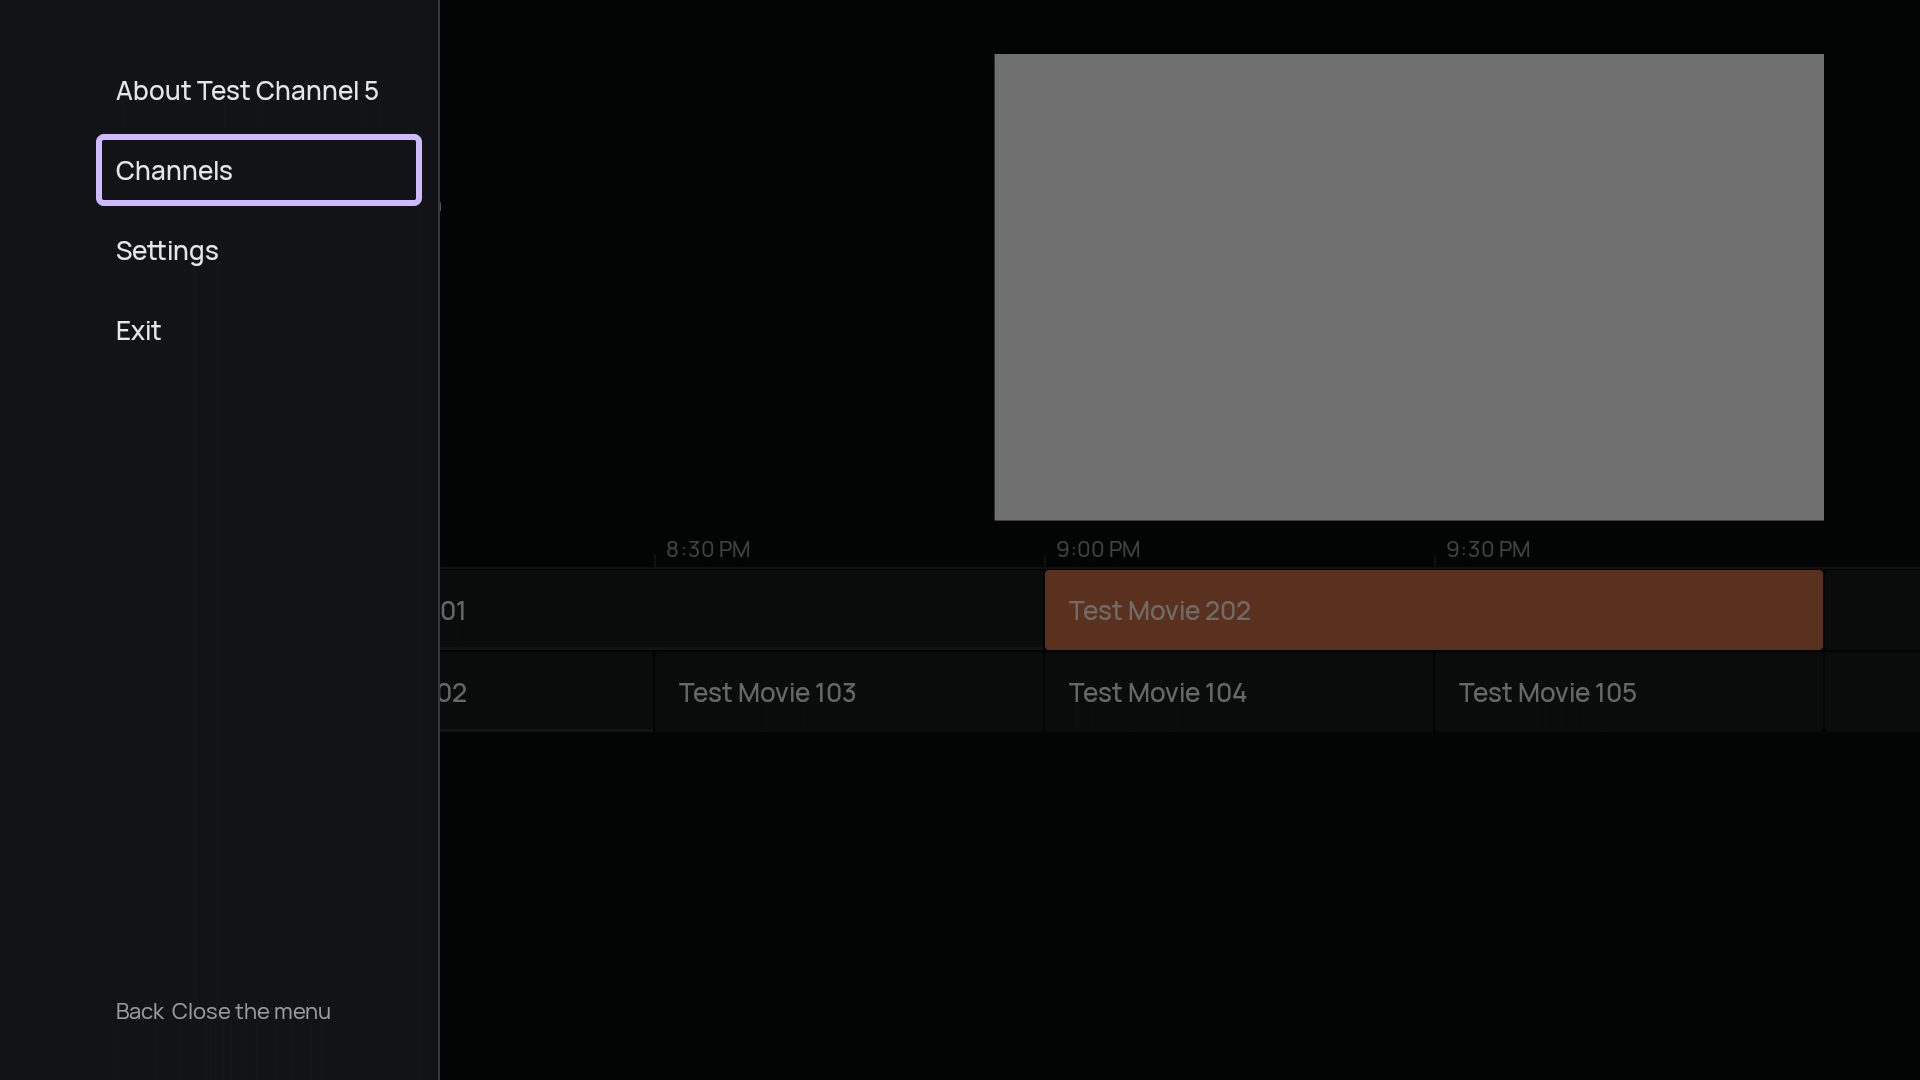 About Test Channel 5
Channels
Settings
Exit
8:30 PM
9:00 PM
9:30 PM
01
Test Movie 202
02
Test Movie 103
Test Movie 104
Test Movie 105
Back Close the menu